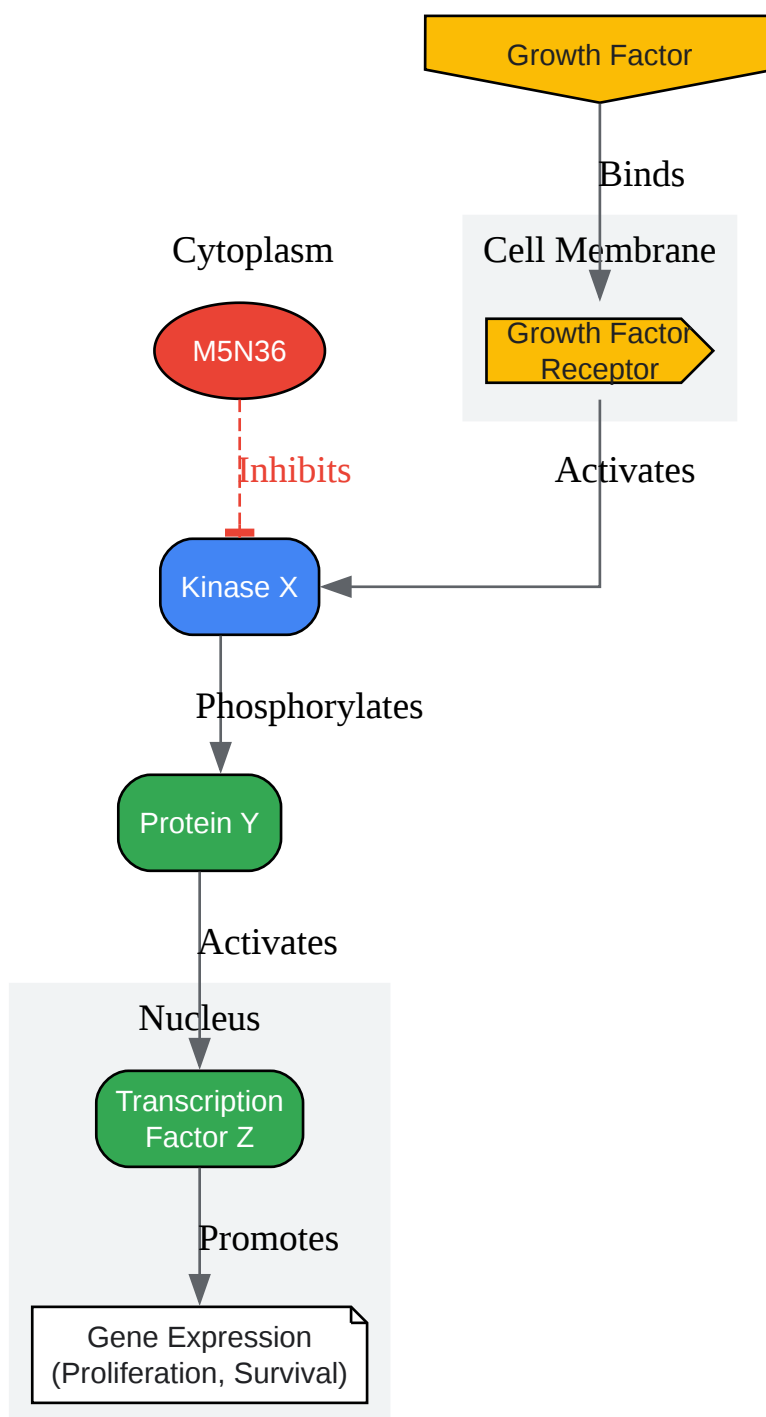 Growth Factor
Binds
Cytoplasm
Cell Membrane
M5N36
Growth Factor
Receptor
Inhibits
Activates
Kinase X
Phosphorylates
Protein Y
Activates
Nucleus
Transcription
Factor Z
Promotes
Gene Expression
(Proliferation, Survival)